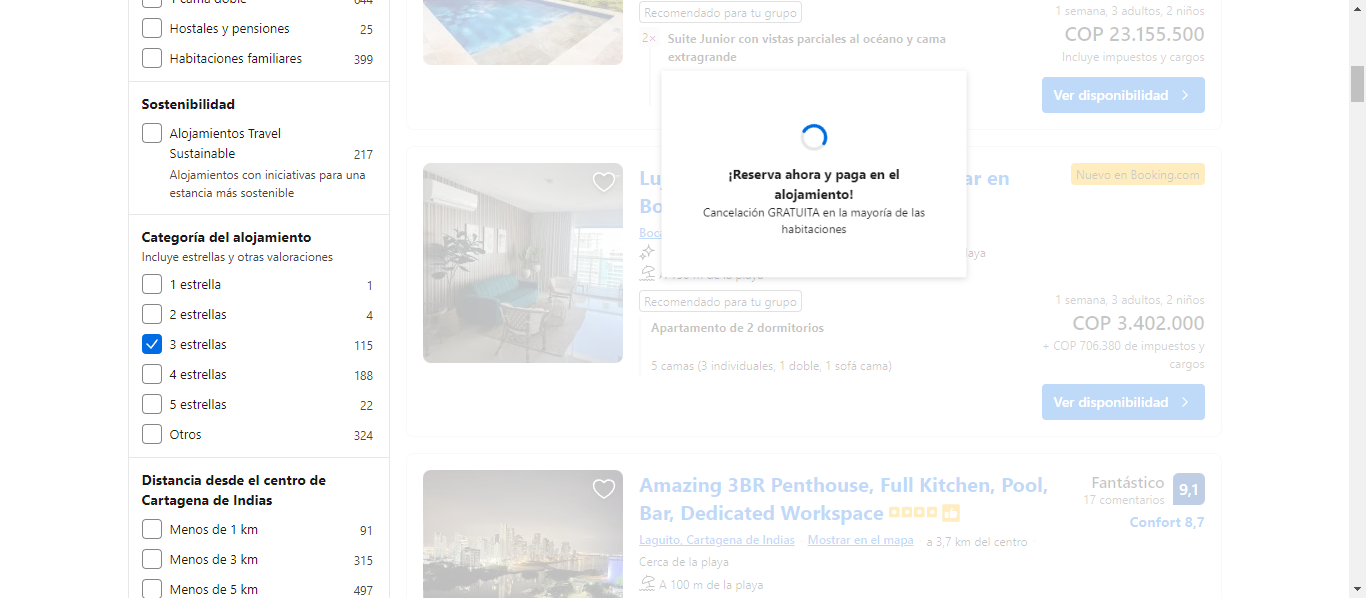 1 cama doble 644
Hostales y pensiones 25
Habitaciones familiares 399
Sostenibilidad
Alojamientos Travel
Sustainable 217
Alojamientos con iniciativas para una
estancia más sostenible
Categoría del alojamiento
Incluye estrellas y otras valoraciones
1 estrella 1
2 estrellas 4
3 estrellas 115
4 estrellas 188
5 estrellas 22
Otros 324
Distancia desde el centro de
Cartagena de Indias
Menos de 1 km 91
Menos de 3 km 315
Menos de 5 km 497
Recomendado para tu grupo
2× Suite Junior con vistas parciales al océano y cama
extragrande
1 semana, 3 adultos, 2 niños
COP 23.155.500
Incluye impuestos y cargos
Ver disponibilidad
¡Reserva ahora y paga en el
alojamiento!
Cancelación GRATUITA en la mayoría de las
habitaciones
ar en
Nuevo en Booking.com
laya
de la playa
Recomendado para tu grupo
Apartamento de 2 dormitorios
5 camas (3 individuales, 1 doble, 1 sofá cama)
1 semana, 3 adultos, 2 niños
COP 3.402.000
+ COP 706.380 de impuestos y
cargos
Ver disponibilidad
Amazing 3BR Penthouse, Full Kitchen, Pool,
Bar, Dedicated Workspace
Laguito, Cartagena de Indias Mostrar en el mapa a 3,7 km del centro
Cerca de la playa
A 100 m de la playa
Fantástico 9,1
17 comentarios
Confort 8,7